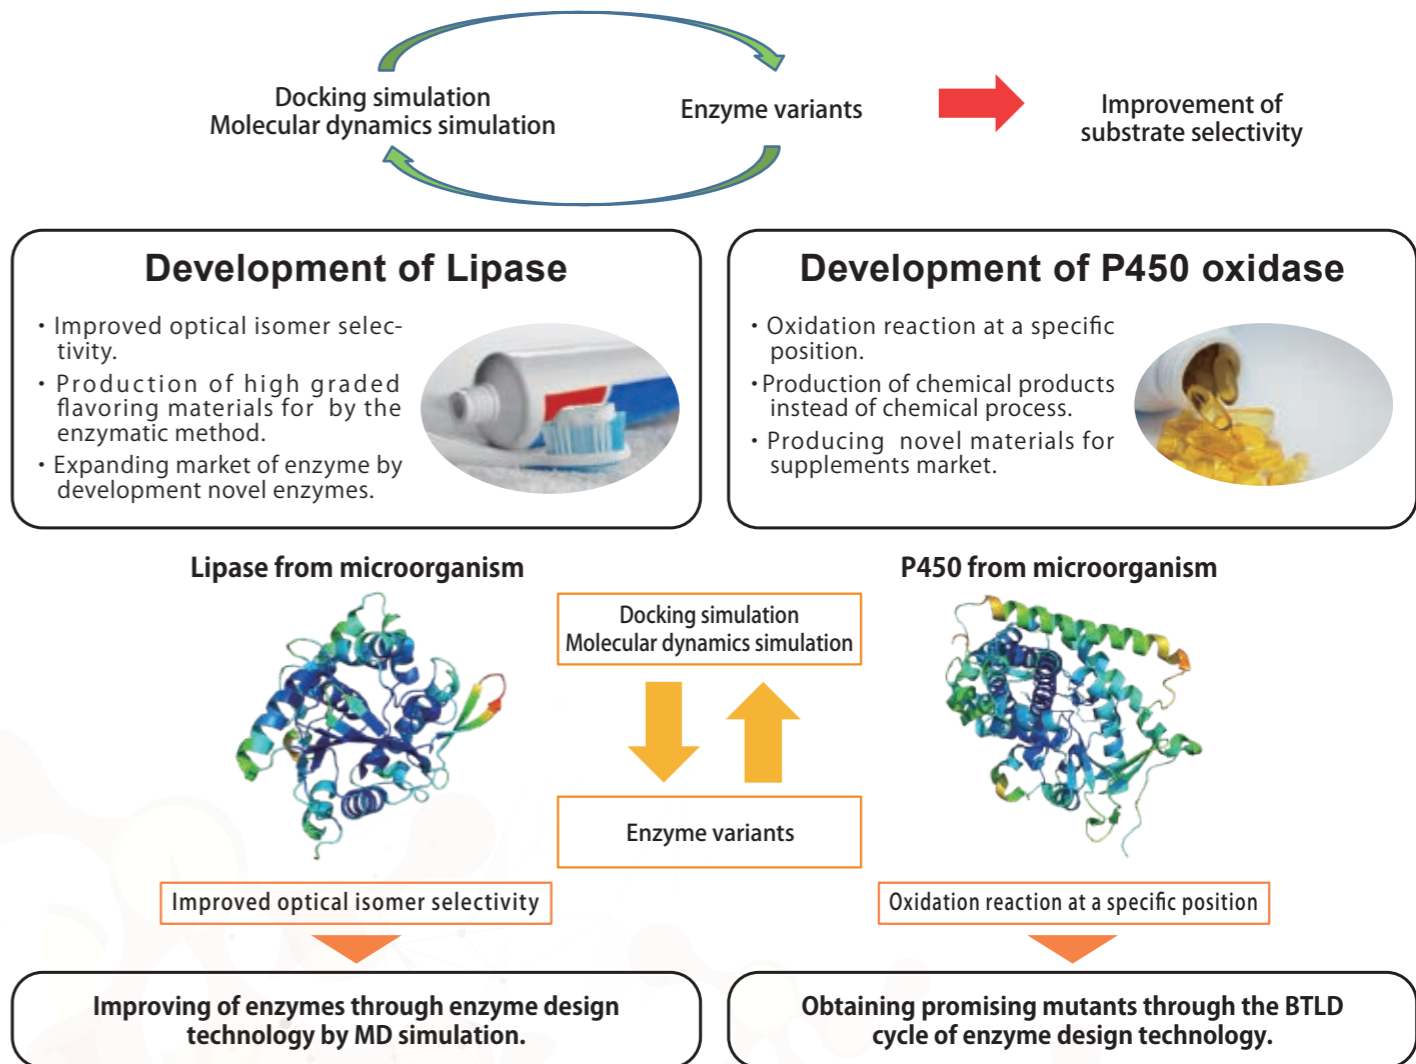 Docking simulation
Molecular dynamics simulation
Enzyme variants
Improvement of
substrate selectivity
Development of Lipase
・Improved optical isomer selec-
tivity.
・Production of high graded
flavoring materials for by the
enzymatic method.
・Expanding market of enzyme by
development novel enzymes.
Development of P450 oxidase
・Oxidation reaction at a specific
position.
・Production of chemical products
instead of chemical process.
・Producing novel materials for
supplements market.
Lipase from microorganism
P450 from microorganism
Docking simulation
Molecular dynamics simulation
Enzyme variants
Improved optical isomer selectivity
Oxidation reaction at a specific position
Improving of enzymes through enzyme design
technology by MD simulation.
Obtaining promising mutants through the BTLD
cycle of enzyme design technology.